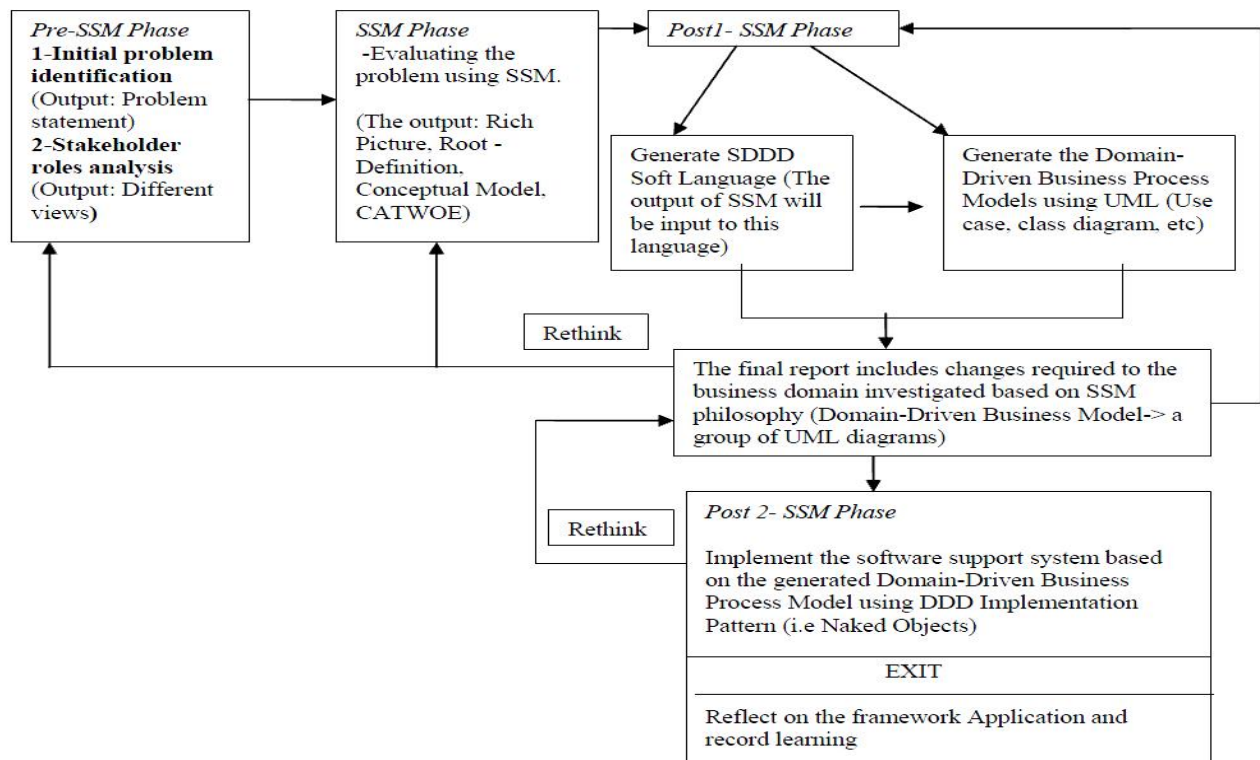 Pre-SSM Phase
1-Initial problem
identification
(Output: Problem
statement)
2-Stakeholder
roles analysis
(Output: Different
views)
SSM Phase
-Evaluating the
problem using SSM.
(The output: Rich
Picture, Root -
Definition,
Conceptual Model,
CATWOE)
Post1- SSM Phase
Generate SDDD
Soft Language (The
output of SSM will
be input to this
language)
Generate the Domain-
Driven Business Process
Models using UML (Use
case, class diagram, etc)
Rethink
The final report includes changes required to the
business domain investigated based on SSM
philosophy (Domain-Driven Business Model-> a
group of UML diagrams)
Rethink
Post 2- SSM Phase
Implement the software support system based
on the generated Domain-Driven Business
Process Model using DDD Implementation
Pattern (i.e Naked Objects)
EXIT
Reflect on the framework Application and
record learning